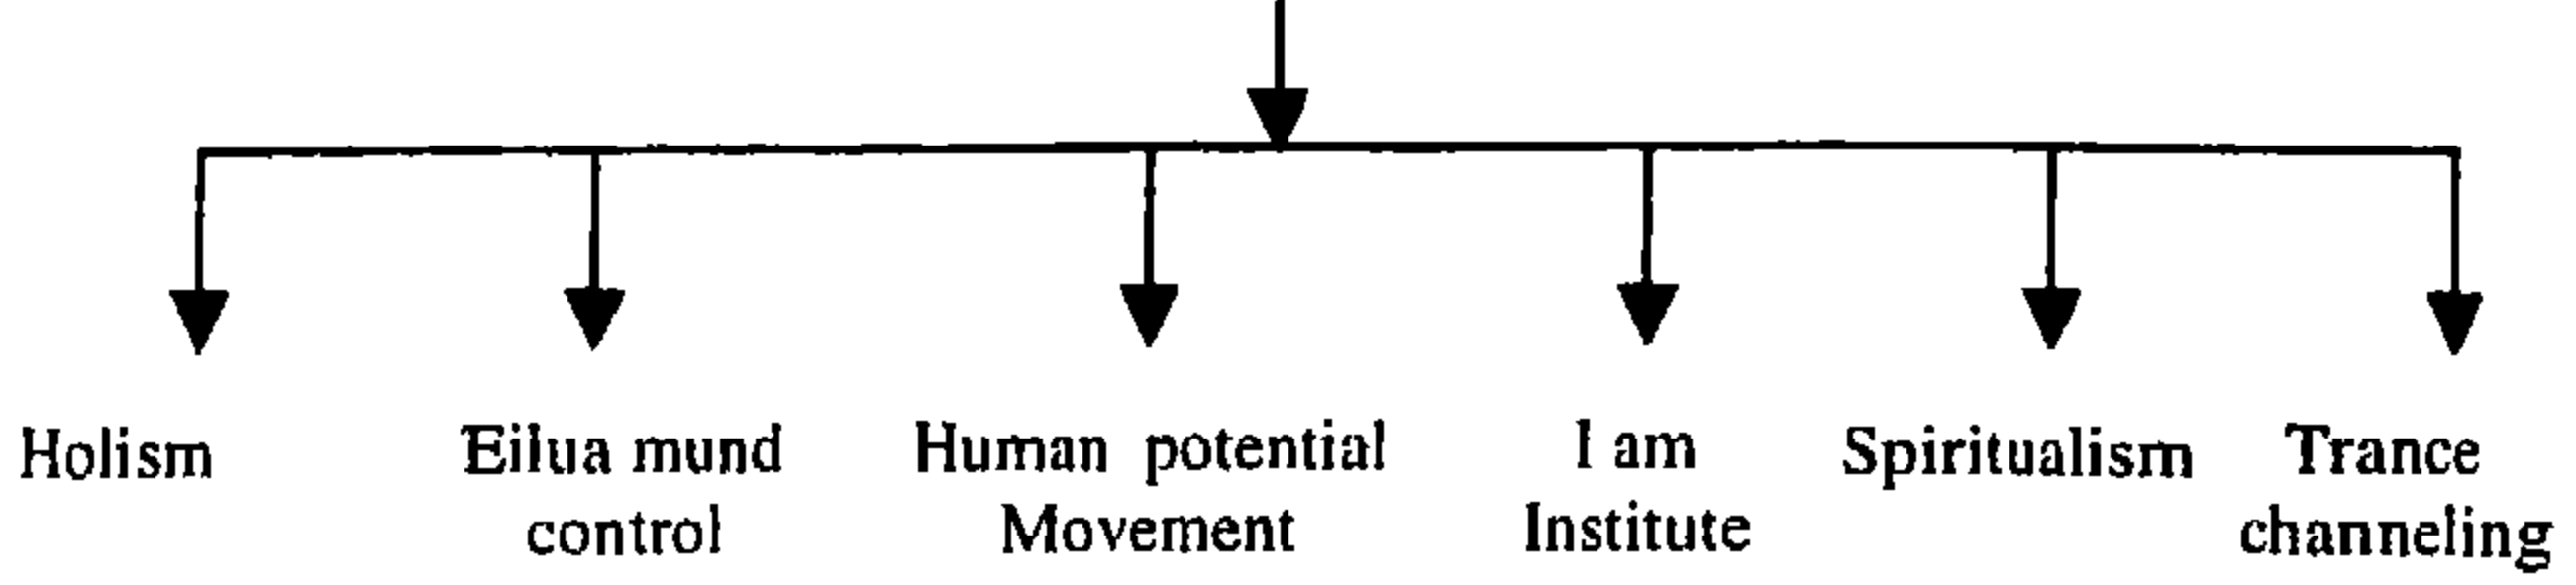 Holism
Eilua mund
control
Human potential
Movement
I am
Institute
Spiritualism
Trance
channeling